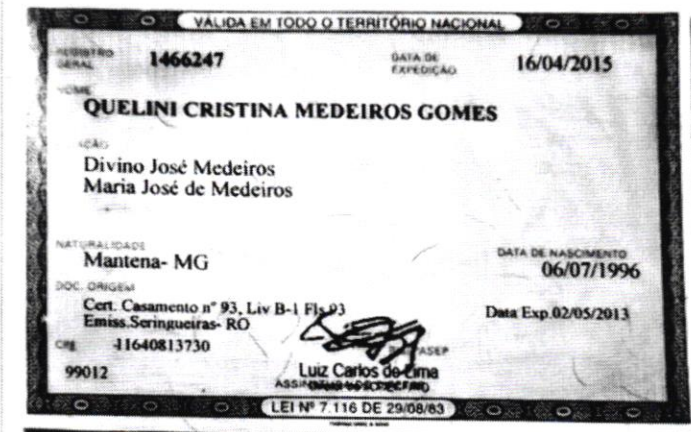 VÁLIDA EM TODO O TERRITÓRIO NACIONAL
REGISTRO GERAL 1466247 DATA DE EXPEDIÇÃO 16/04/2015
NOME
QUELINI CRISTINA MEDEIROS GOMES
Divino José Medeiros
Maria José de Medeiros
NATURALIDADE DATA DE NASCIMENTO
Mantena- MG 06/07/1996
DOC. ORIGEM
Cert. Casamento nº 93, Liv B-1 Fls 93 Data Exp.02/05/2013
Emiss.Seringueiras- RO
CPF 11640813730
99012 Luiz Carlos de Lima
LEI Nº 7.116 DE 29/08/83